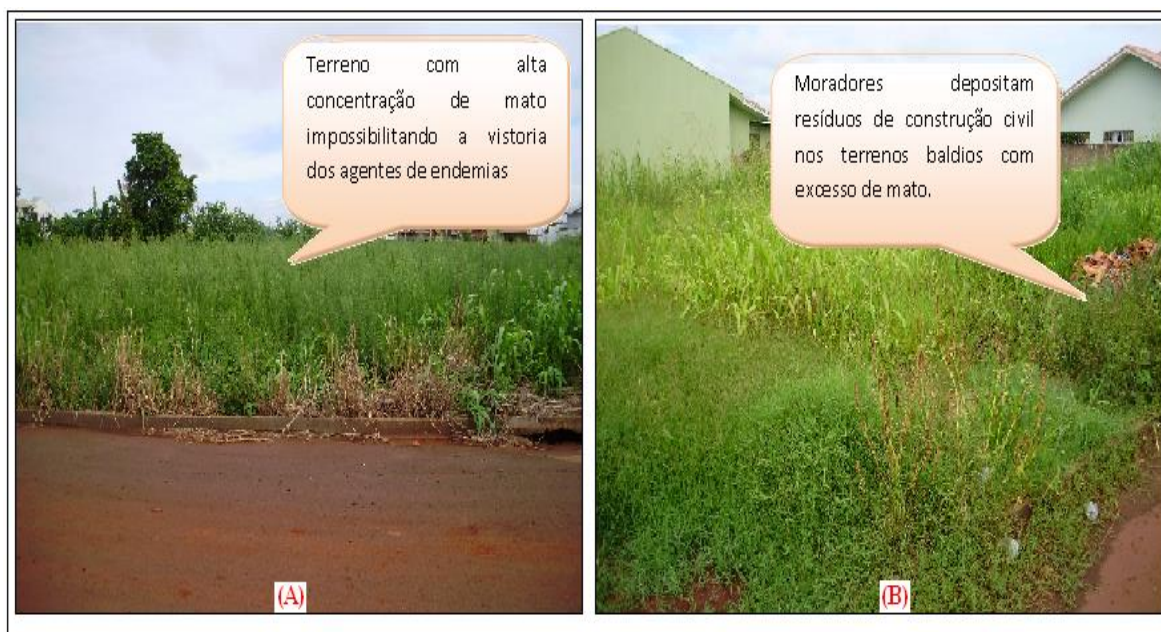 Terreno com alta
concentração de mato
impossibilitando a vistoria
dos agentes de endemias
(A)
Moradores depositam
resíduos de construção civil
nos terrenos baldios com
excesso de mato.
(B)